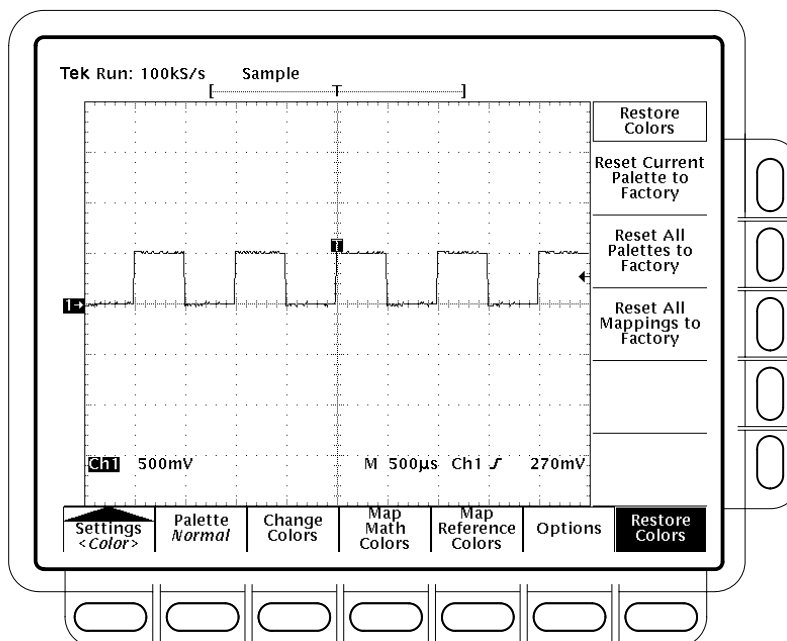 Tek Run: 100kS/s Sample
[ T ]
Restore
Colors
Reset Current
Palette to
Factory
Reset All
Palettes to
Factory
Reset All
Mappings to
Factory
T
1→
Ch1 500mV M 500µs Ch1 ƒ 270mV
Settings
<Color>
Palette
Normal
Change
Colors
Map
Math
Colors
Map
Reference
Colors
Options
Restore
Colors